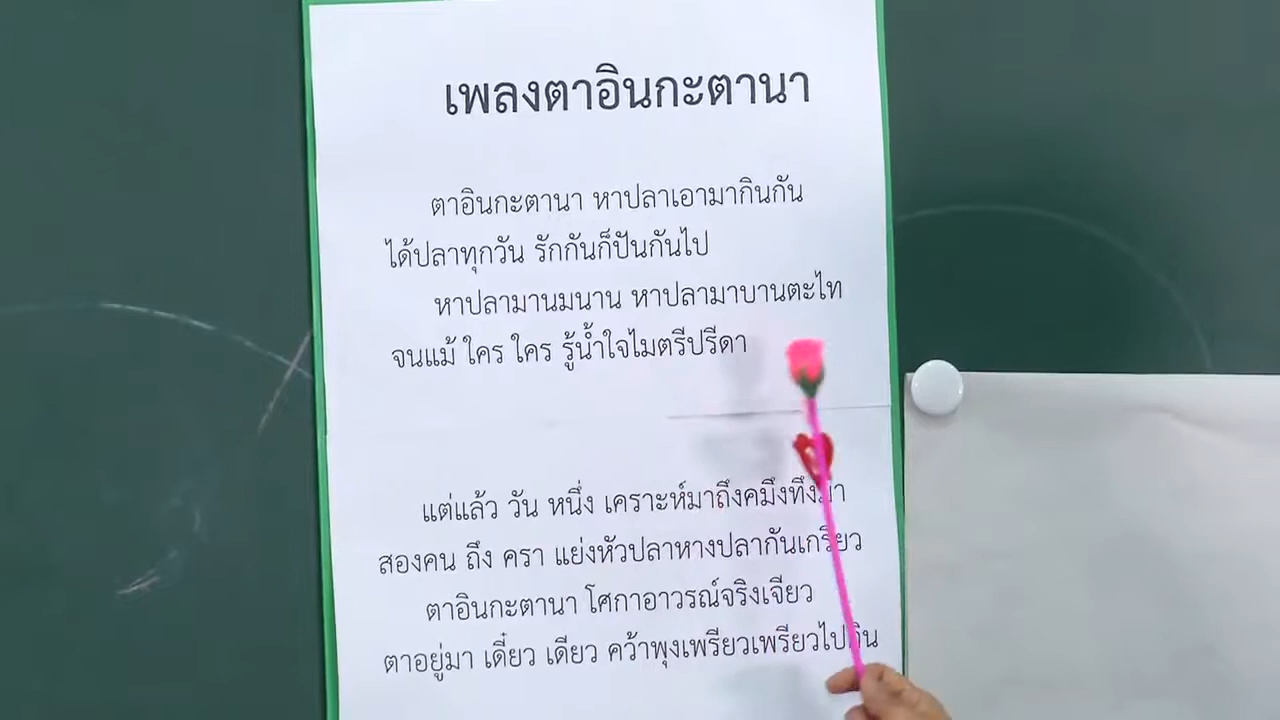 เพลงตาอินกะตานา
ตาอินกะตานา หาปลาเอามากินกัน
ได้ปลาทุกวัน รักกันก็ปันกันไป
หาปลามานมนาน หาปลามาบานตะไท
จนแม้ ใคร ใคร รู้น้ำใจไมตรีปรีดา
แต่แล้ว วัน หนึ่ง เคราะห์มาถึงคมึงทึงมา
สองคน ถึง ครา แย่งหัวปลาหางปลากันเกรียว
ตาอินกะตานา โศกาอาวรณ์จริงเจียว
ตาอยู่มา เดี๋ยว เดียว คว้าพุงเพรียวเพรียวไปกิน